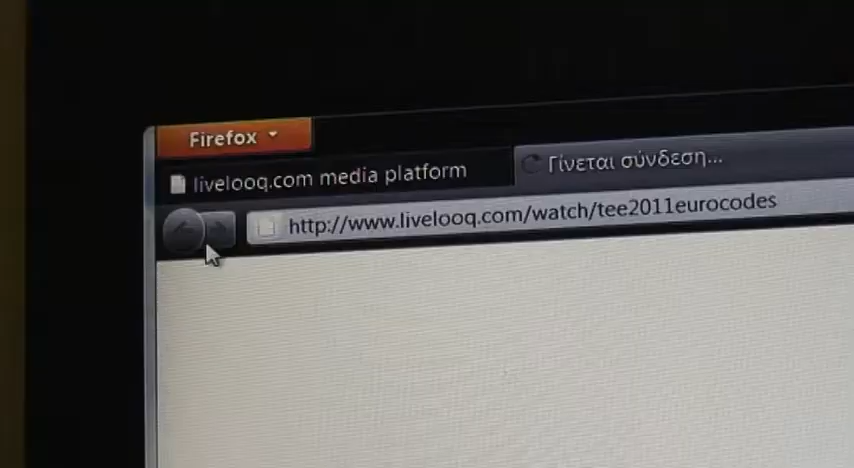 Firefox
livelooq.com media platform
Γίνεται σύνδεση...
http://www.livelooq.com/watch/tee2011eurocodes